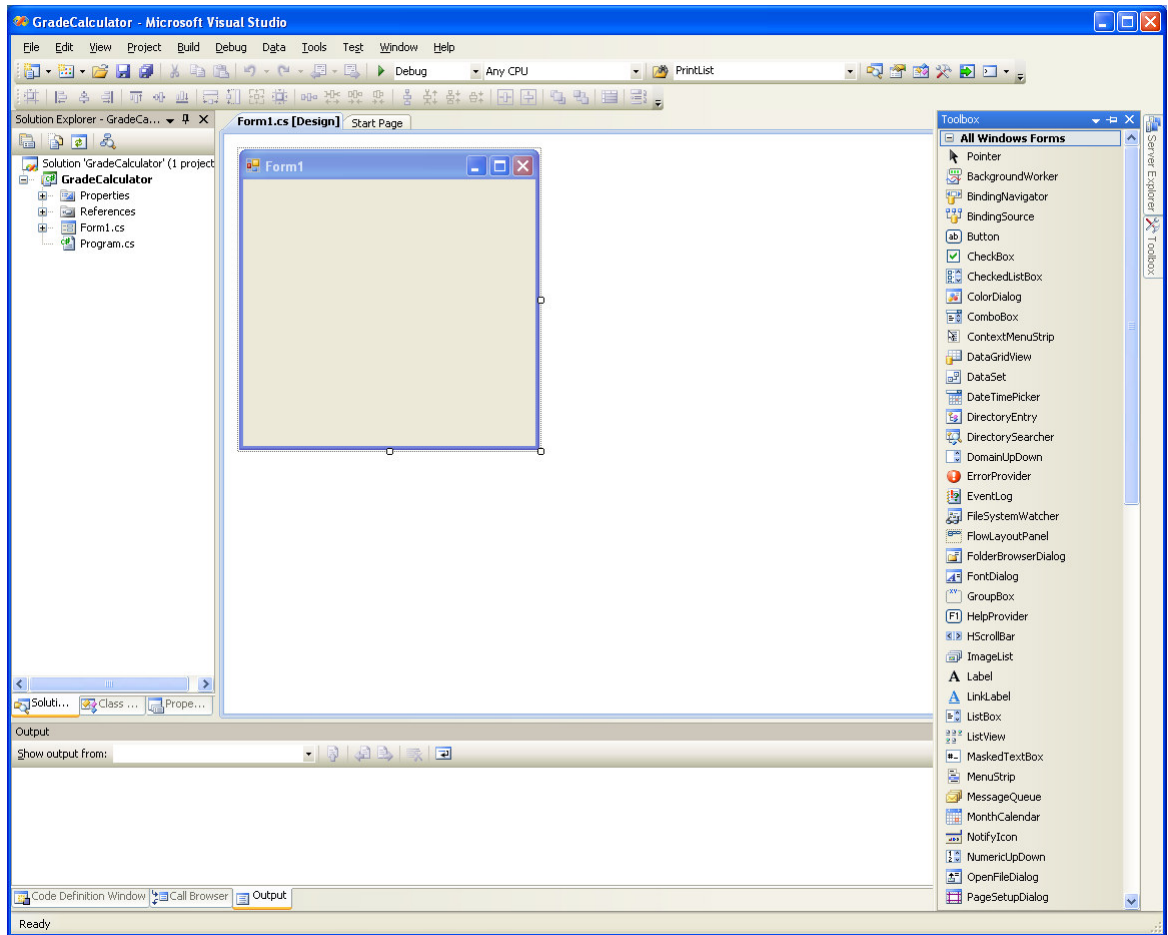 GradeCalculator - Microsoft Visual Studio
File Edit View Project Build Debug Data Tools Test Window Help
Debug Any CPU PrintList
Solution Explorer - GradeCa...
Form1.cs [Design] Start Page
Toolbox
Solution 'GradeCalculator' (1 project
GradeCalculator
Properties
References
Form1.cs
Program.cs
Form1
All Windows Forms
Pointer
BackgroundWorker
BindingNavigator
BindingSource
Button
CheckBox
CheckedListBox
ColorDialog
ComboBox
ContextMenuStrip
DataGridView
DataSet
DateTimePicker
DirectoryEntry
DirectorySearcher
DomainUpDown
ErrorProvider
EventLog
FileSystemWatcher
FlowLayoutPanel
FolderBrowserDialog
FontDialog
GroupBox
HelpProvider
HScrollBar
ImageList
Label
LinkLabel
ListBox
ListView
MaskedTextBox
MenuStrip
MessageQueue
MonthCalendar
NotifyIcon
NumericUpDown
OpenFileDialog
PageSetupDialog
Server Explorer
Toolbox
Soluti... Class ... Prope...
Output
Show output from:
Code Definition Window Call Browser Output
Ready